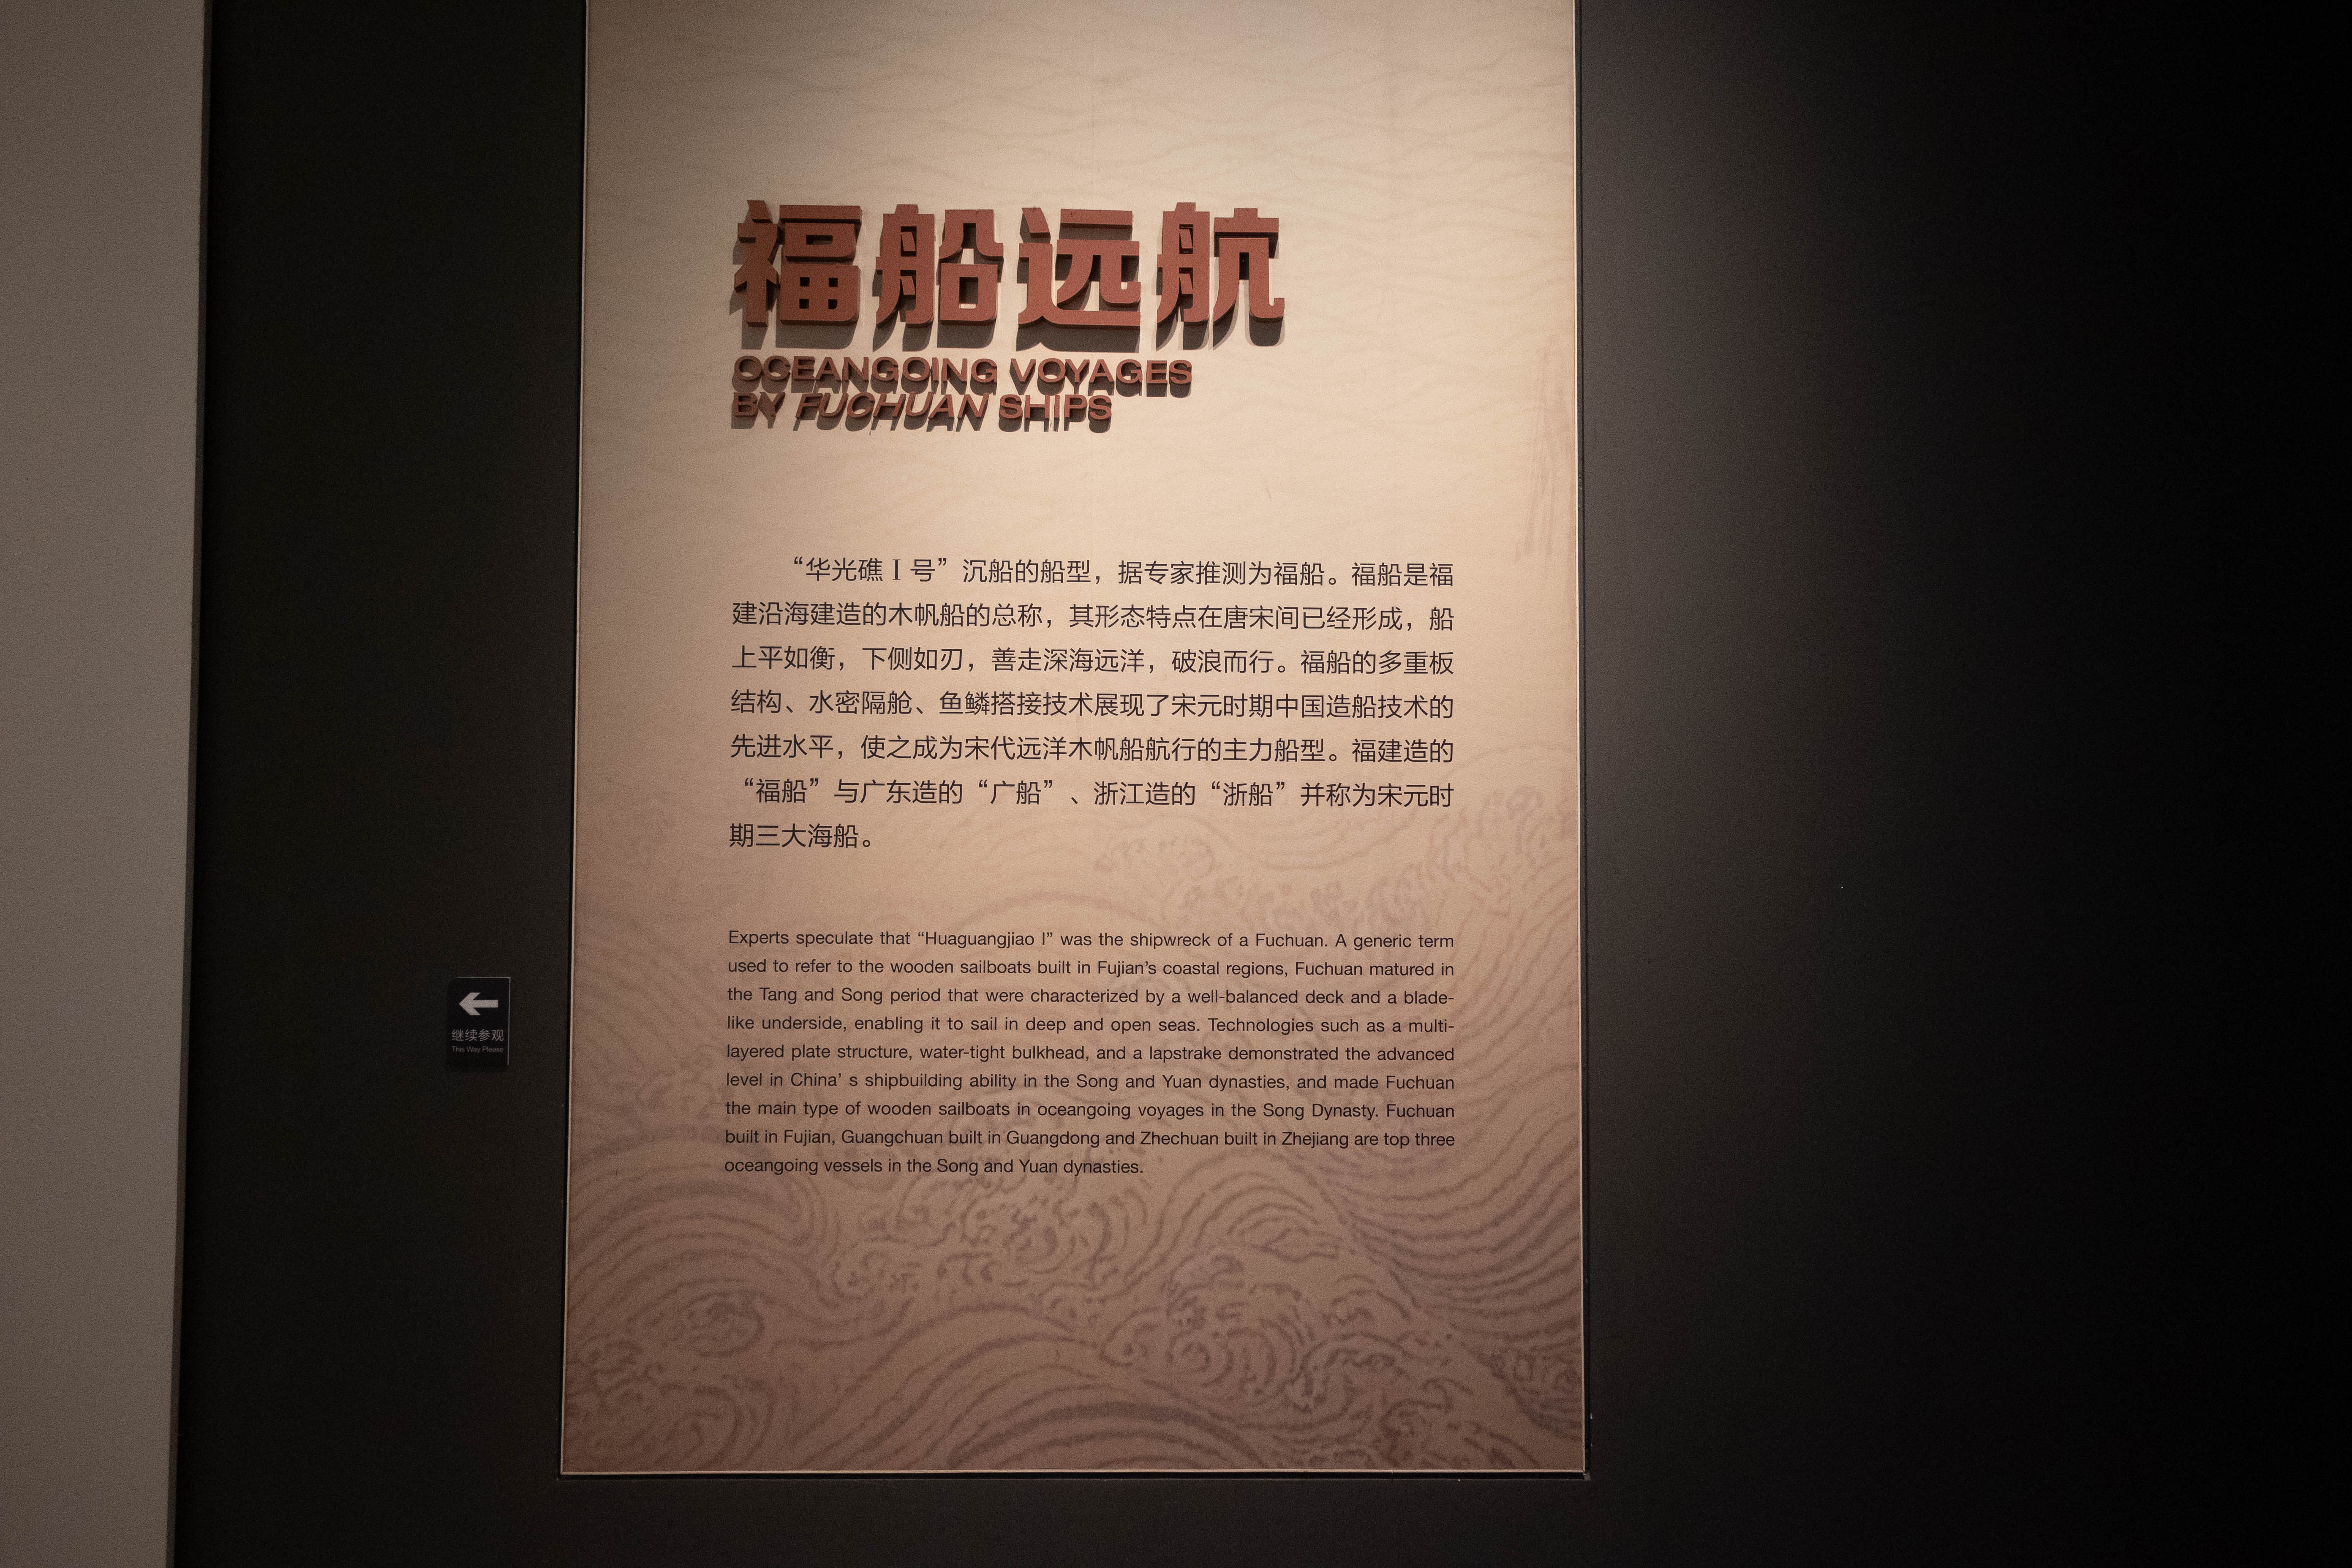 福船远航
OCEANGOING VOYAGES
BY FUCHUAN SHIPS
“华光礁Ⅰ号”沉船的船型，据专家推测为福船。福船是福
建沿海建造的木帆船的总称，其形态特点在唐宋间已经形成，船
上平如衡，下侧如刃，善走深海远洋，破浪而行。福船的多重板
结构、水密隔舱、鱼鳞搭接技术展现了宋元时期中国造船技术的
先进水平，使之成为宋代远洋木帆船航行的主力船型。福建造的
“福船”与广东造的“广船”、浙江造的“浙船”并称为宋元时
期三大海船。
Experts speculate that “Huaguangjiao I” was the shipwreck of a Fuchuan. A generic term
used to refer to the wooden sailboats built in Fujian’s coastal regions, Fuchuan matured in
the Tang and Song period that were characterized by a well-balanced deck and a blade-
like underside, enabling it to sail in deep and open seas. Technologies such as a multi-
layered plate structure, water-tight bulkhead, and a lapstrake demonstrated the advanced
level in China’ s shipbuilding ability in the Song and Yuan dynasties, and made Fuchuan
the main type of wooden sailboats in oceangoing voyages in the Song Dynasty. Fuchuan
built in Fujian, Guangchuan built in Guangdong and Zhechuan built in Zhejiang are top three
oceangoing vessels in the Song and Yuan dynasties.
继续参观
This Way Please